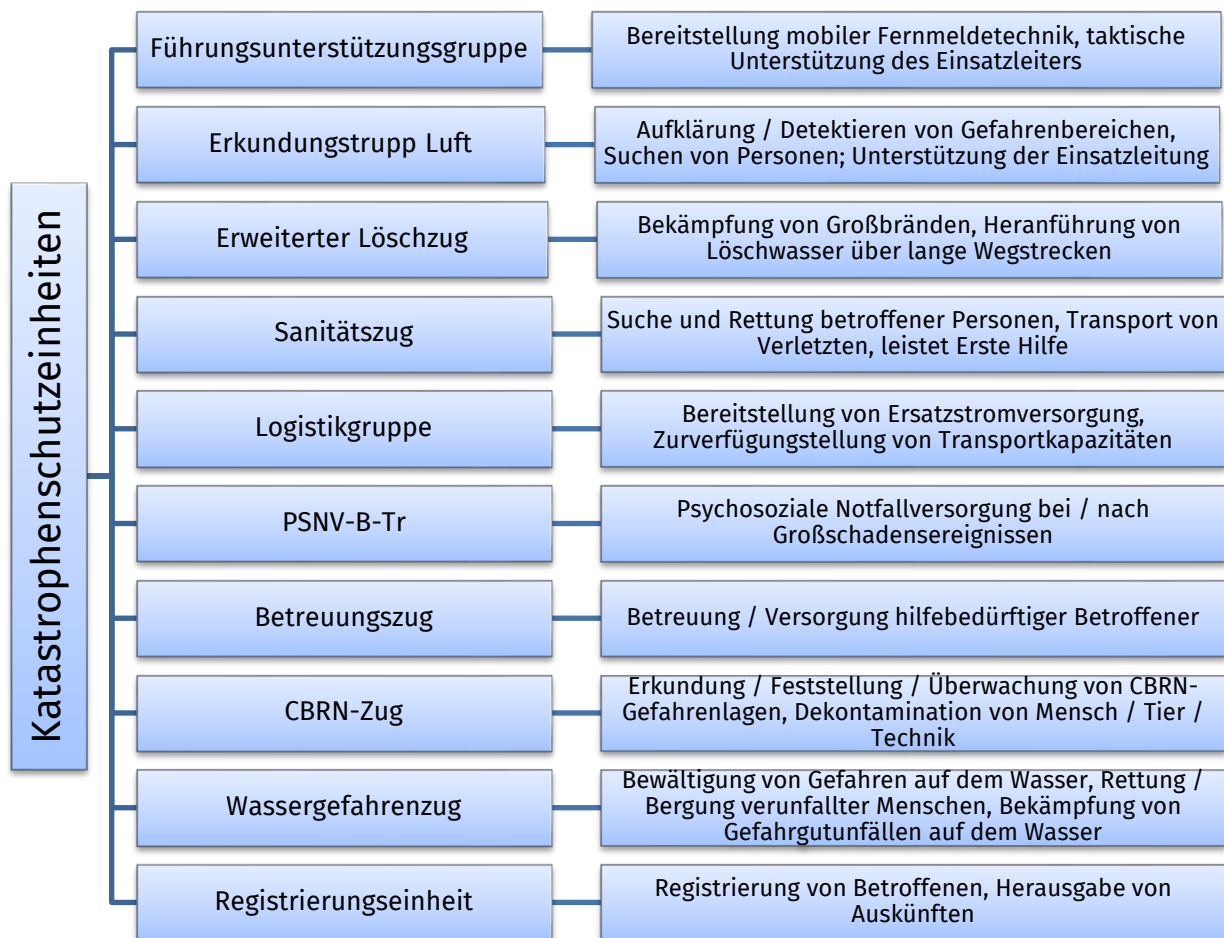 Katastrophenschutzeinheiten
Führungsunterstützungsgruppe
Bereitstellung mobiler Fernmeldetechnik, taktische
Unterstützung des Einsatzleiters
Erkundungstrupp Luft
Aufklärung / Detektieren von Gefahrenbereichen,
Suchen von Personen; Unterstützung der Einsatzleitung
Erweiterter Löschzug
Bekämpfung von Großbränden, Heranführung von
Löschwasser über lange Wegstrecken
Sanitätszug
Suche und Rettung betroffener Personen, Transport von
Verletzten, leistet Erste Hilfe
Logistikgruppe
Bereitstellung von Ersatzstromversorgung,
Zurverfügungstellung von Transportkapazitäten
PSNV-B-Tr
Psychosoziale Notfallversorgung bei / nach
Großschadensereignissen
Betreuungszug
Betreuung / Versorgung hilfebedürftiger Betroffener
CBRN-Zug
Erkundung / Feststellung / Überwachung von CBRN-
Gefahrenlagen, Dekontamination von Mensch / Tier /
Technik
Wassergefahrenzug
Bewältigung von Gefahren auf dem Wasser, Rettung /
Bergung verunfallter Menschen, Bekämpfung von
Gefahrgutunfällen auf dem Wasser
Registrierungseinheit
Registrierung von Betroffenen, Herausgabe von
Auskünften